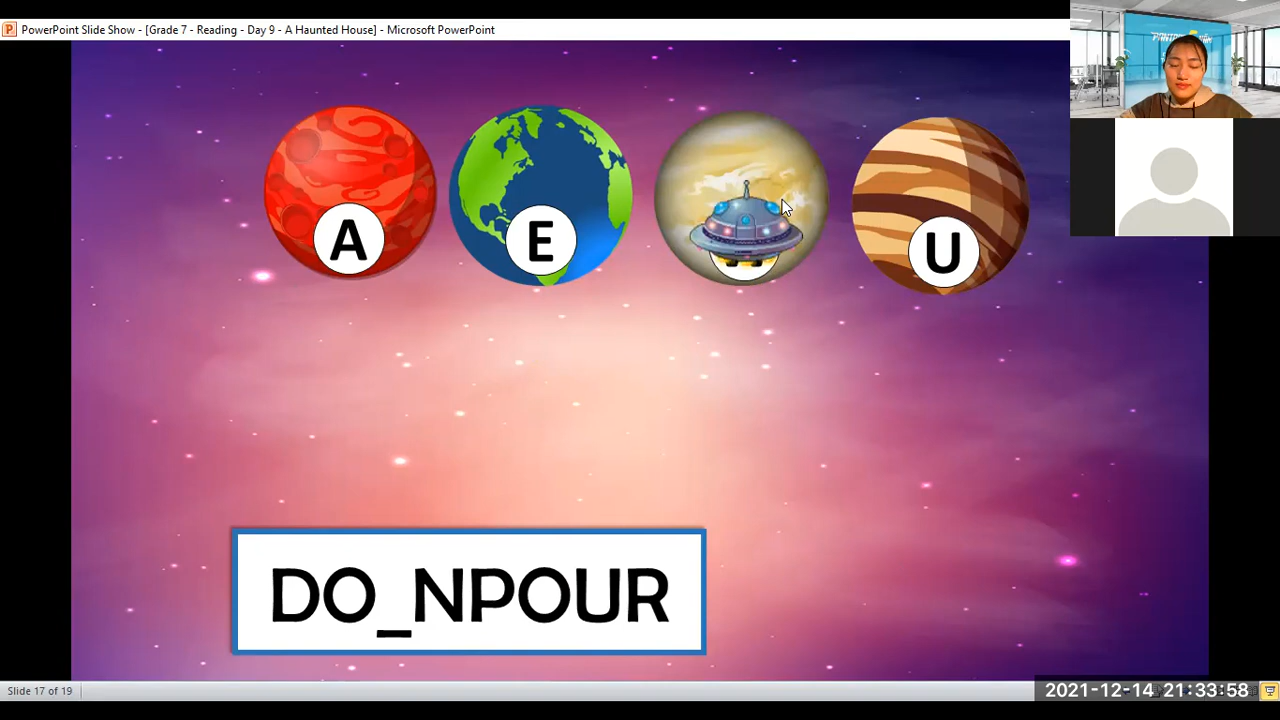 PowerPoint Slide Show - [Grade 7 - Reading - Day 9 - A Haunted House] - Microsoft PowerPoint
A
E
U
DO_NPOUR
Slide 17 of 19
2021-12-14 21:33:58